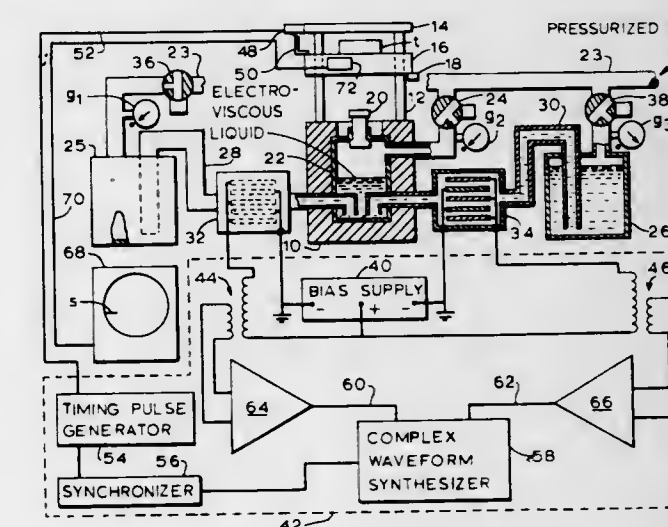 PRESSURIZED
14
52
48
t
16
50
18
23
36
23
72
ELECTRO-
VISCOUS
LIQUID
20
12
24
38
g1
g2
30
22
25
28
70
32
10
34
26
68
44
40
46
BIAS SUPPLY
- + -
s
64
60
62
66
TIMING PULSE
GENERATOR
54
56
SYNCHRONIZER
COMPLEX
WAVEFORM
SYNTHESIZER
58
42